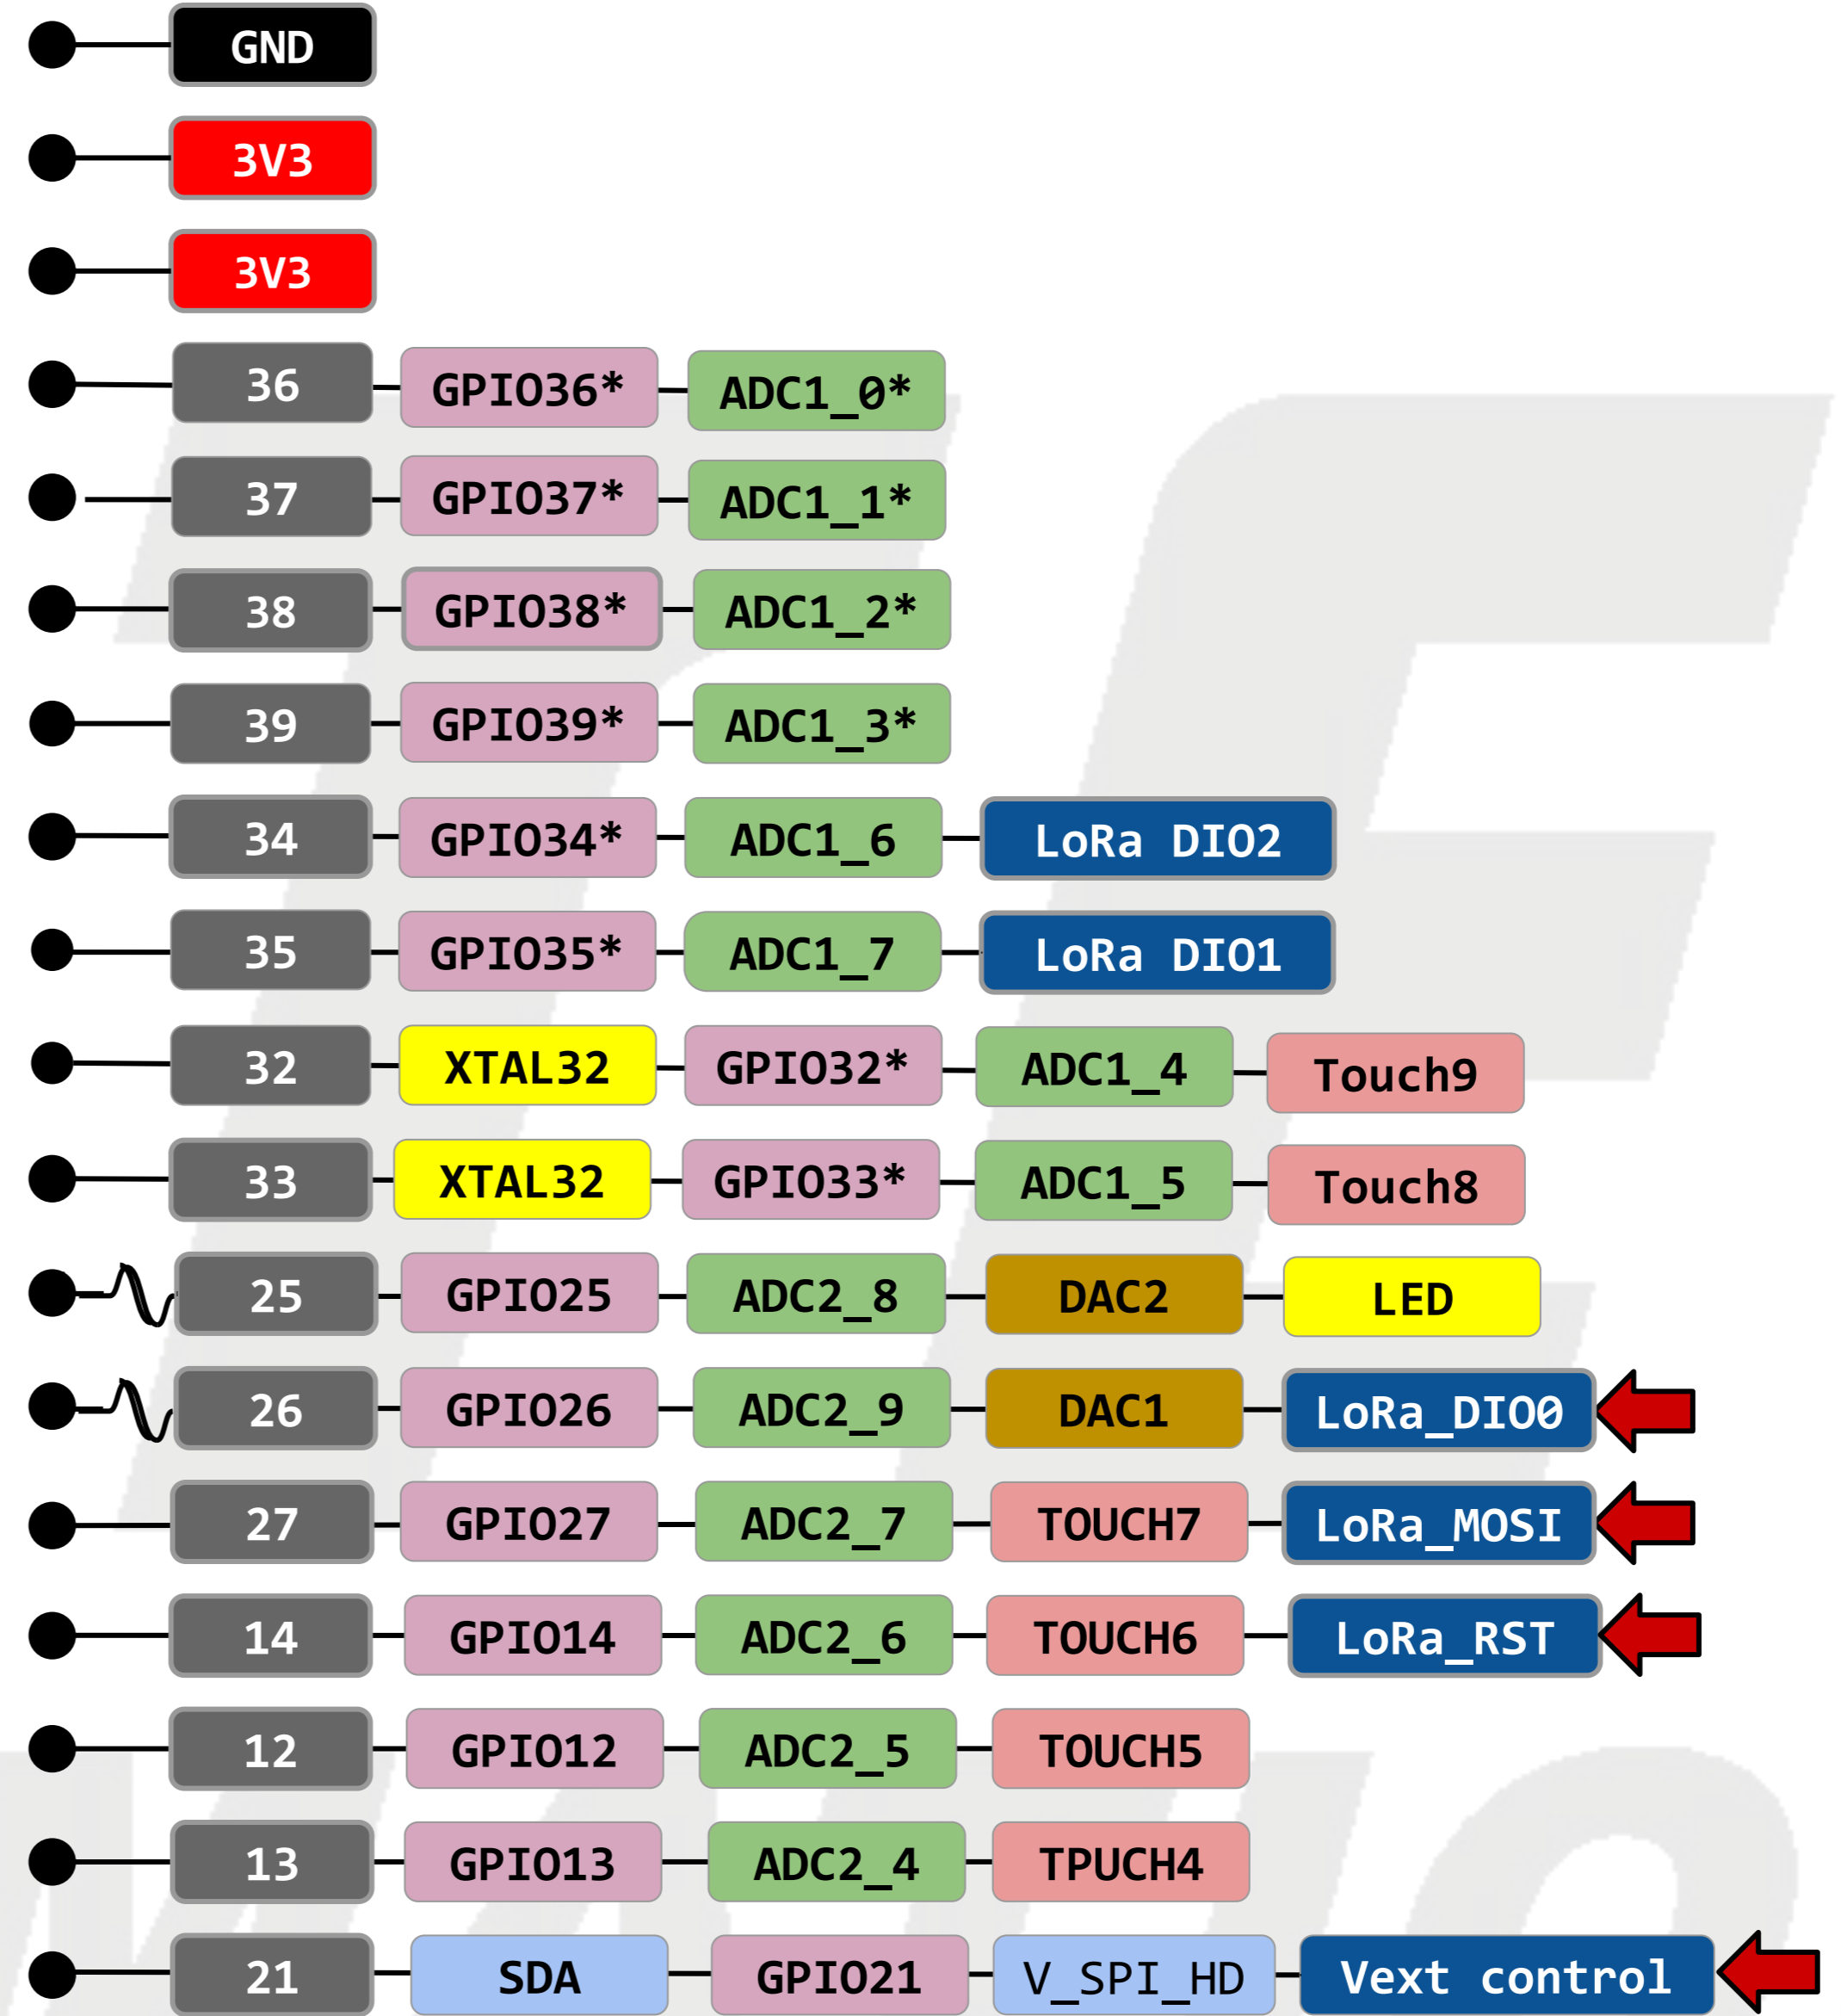 GND
3V3
3V3
36 GPIO36* ADC1_0*
37 GPIO37* ADC1_1*
38 GPIO38* ADC1_2*
39 GPIO39* ADC1_3*
34 GPIO34* ADC1_6 LoRa DIO2
35 GPIO35* ADC1_7 LoRa DIO1
32 XTAL32 GPIO32* ADC1_4 Touch9
33 XTAL32 GPIO33* ADC1_5 Touch8
25 GPIO25 ADC2_8 DAC2 LED
26 GPIO26 ADC2_9 DAC1 LoRa_DIO0
27 GPIO27 ADC2_7 TOUCH7 LoRa_MOSI
14 GPIO14 ADC2_6 TOUCH6 LoRa_RST
12 GPIO12 ADC2_5 TOUCH5
13 GPIO13 ADC2_4 TPUCH4
21 SDA GPIO21 V_SPI_HD Vext control